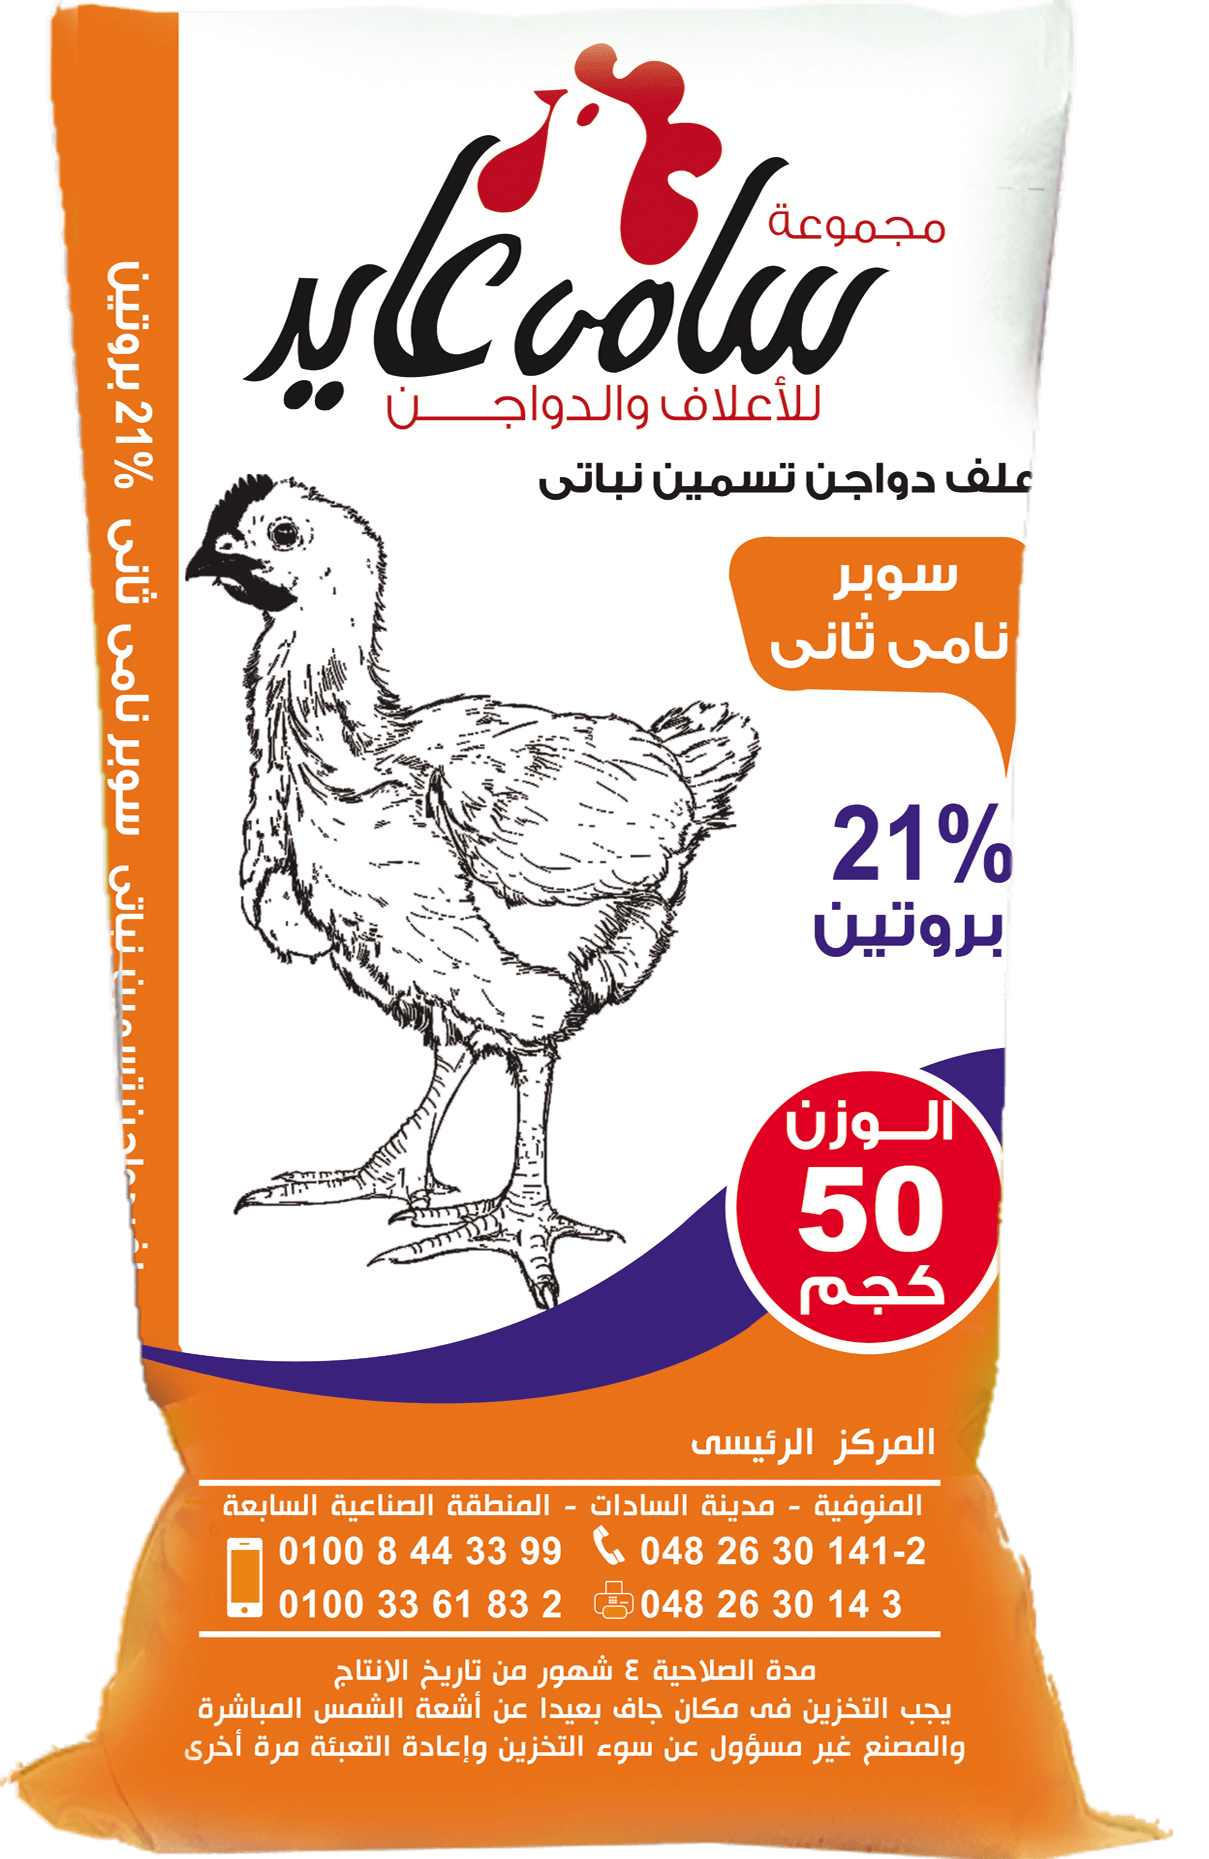 مجموعة
سامى عايد
للأعلاف والدواجن
علف دواجن تسمين نباتى
سوبر
نامى ثانى
21%
بروتين
الوزن
50
كجم
سوبر نامى ثانى 21% بروتين
المركز الرئيسى
المنوفية - مدينة السادات - المنطقة الصناعية السابعة
0100 8 44 33 99 048 26 30 141-2
0100 33 61 83 2 048 26 30 14 3
مدة الصلاحية ٤ شهور من تاريخ الانتاج
يجب التخزين فى مكان جاف بعيدا عن أشعة الشمس المباشرة
والمصنع غير مسؤول عن سوء التخزين وإعادة التعبئة مرة أخرى